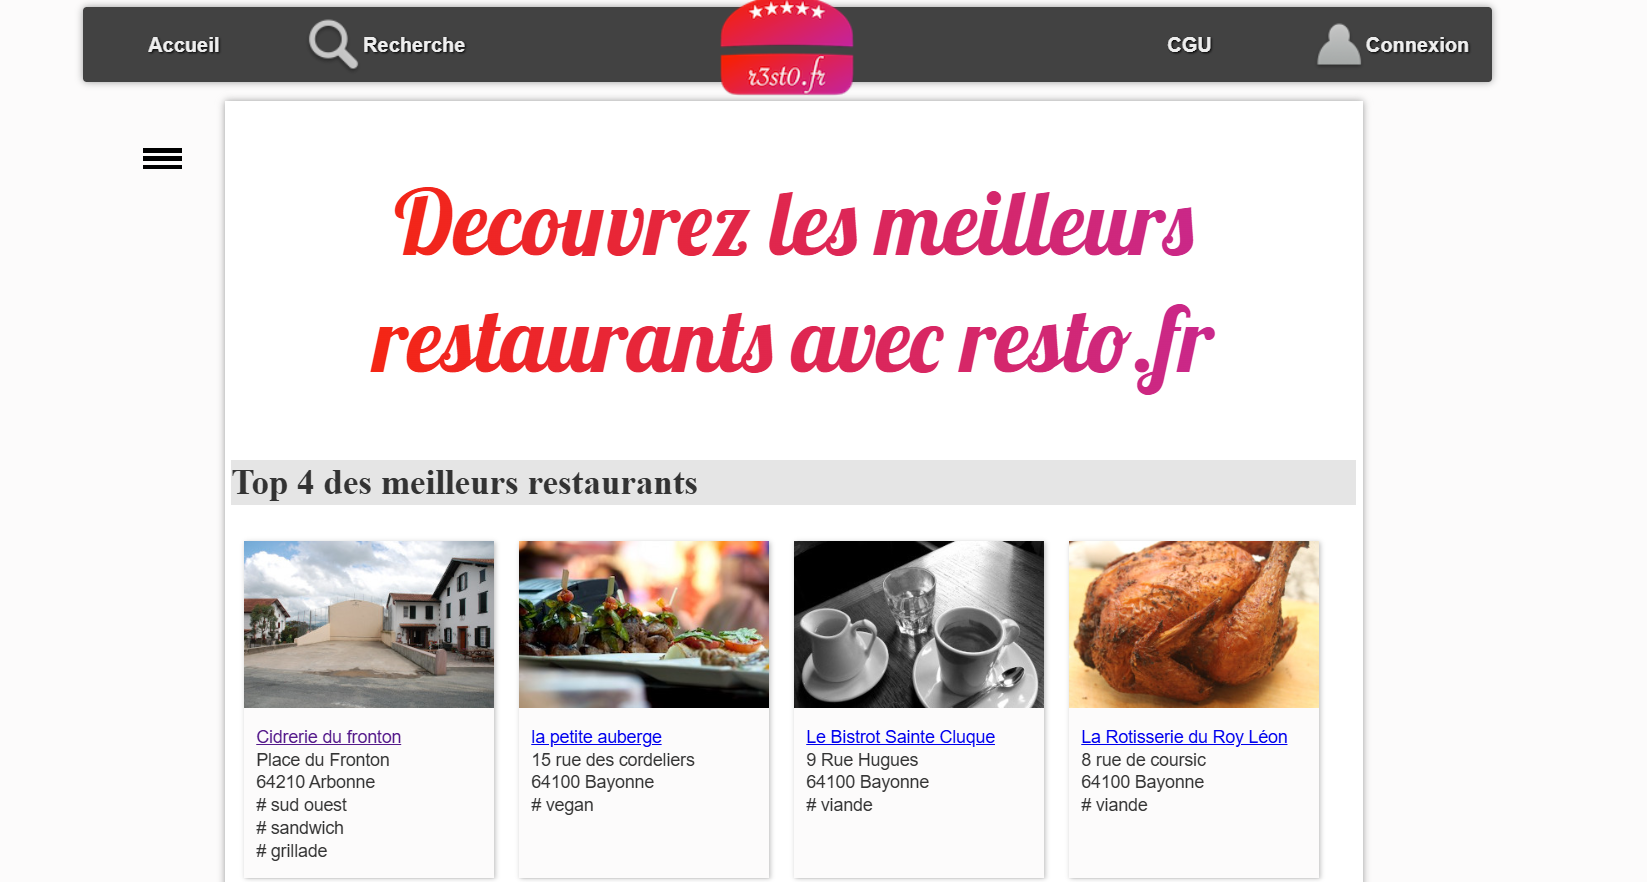 Accueil
Recherche
r3st0.fr
CGU
Connexion
Decouvrez les meilleurs
restaurants avec resto.fr
Top 4 des meilleurs restaurants
Cidrerie du fronton
Place du Fronton
64210 Arbonne
# sud ouest
# sandwich
# grillade
la petite auberge
15 rue des cordeliers
64100 Bayonne
# vegan
Le Bistrot Sainte Cluque
9 Rue Hugues
64100 Bayonne
# viande
La Rotisserie du Roy Léon
8 rue de coursic
64100 Bayonne
# viande